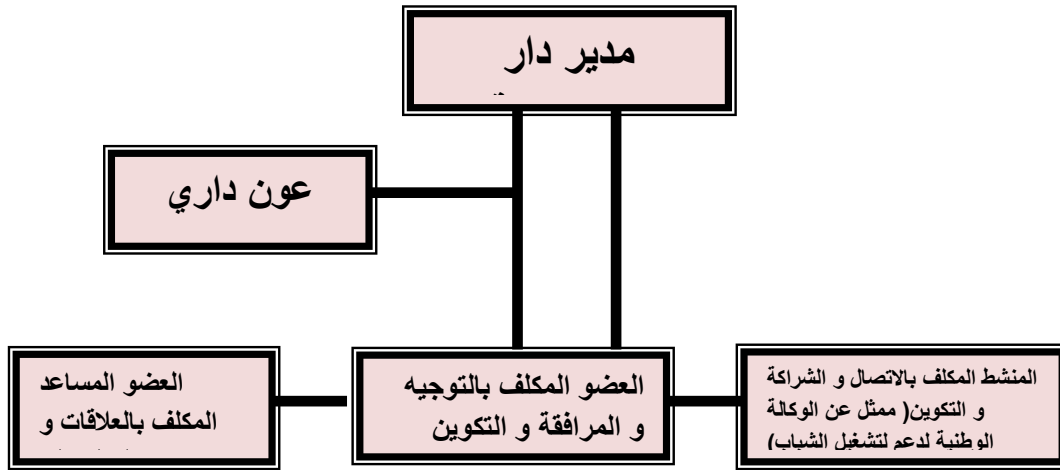 مدير دار
عون داري
المنشط المكلف بالاتصال و الشراكة
و التكوين( ممثل عن الوكالة
الوطنية لدعم لتشغيل الشباب)
العضو المكلف بالتوجيه
و المرافقة و التكوين
العضو المساعد
المكلف بالعلاقات و